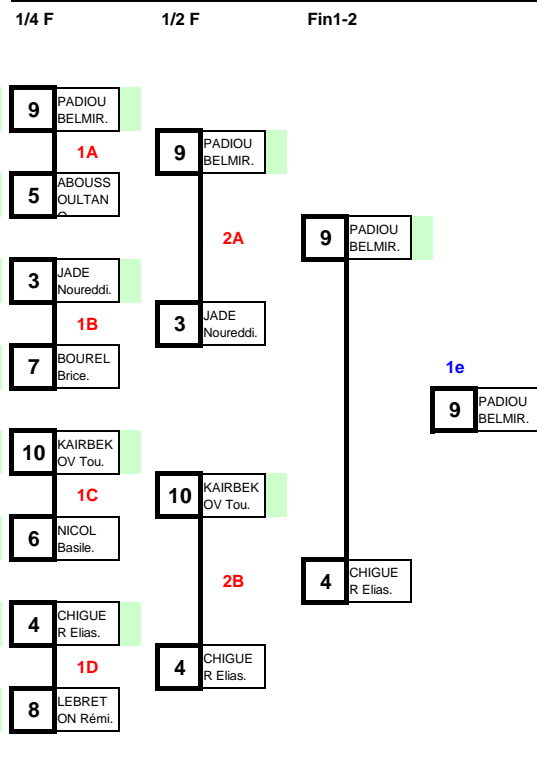 1/4 F 1/2 F Fin1-2
9 PADIOU
BELMIR.
1A
5 ABOUSS
OULTAN
3 JADE
Noureddi.
1B
7 BOUREL
Brice.
10 KAIRBEK
OV Tou.
1C
6 NICOL
Basile.
4 CHIGUE
R Elias.
1D
8 LEBRET
ON Rémi.
9 PADIOU
BELMIR.
2A
3 JADE
Noureddi.
10 KAIRBEK
OV Tou.
2B
4 CHIGUE
R Elias.
9 PADIOU
BELMIR.
4 CHIGUE
R Elias.
1e
9 PADIOU
BELMIR.